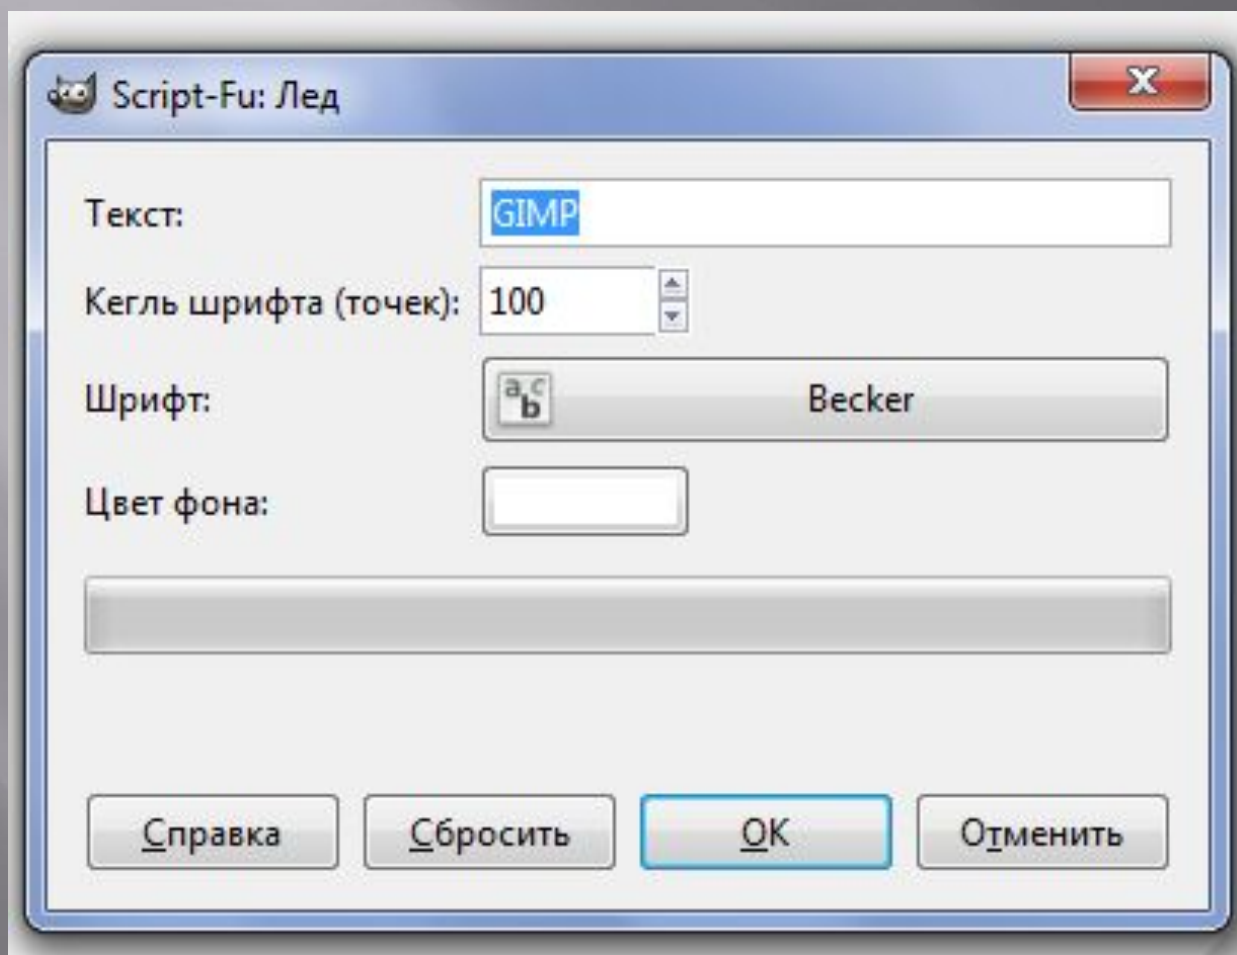 Script-Fu: Лед
Текст: GIMP
Кегль шрифта (точек): 100
Шрифт: Becker
Цвет фона:
Справка Сбросить OK Отменить